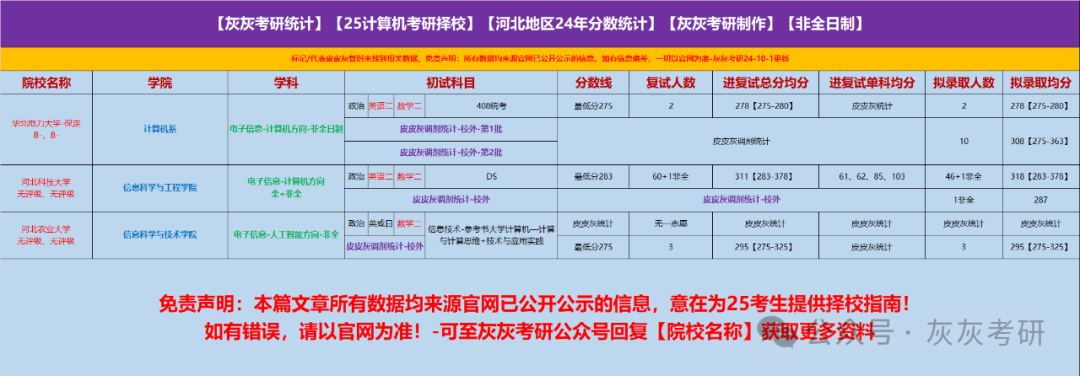 【灰灰考研统计】【25计算机考研择校】【河北地区24年分数统计】【灰灰考研制作】【非全日制】
标记/代表皮皮灰暂时未找到相关数据，免责声明：所有数据均来源官网已公开公示的信息，如有信息偏差，一切以官网为准-灰灰考研24-10-1更新
院校名称 学院 学科 初试科目 分数线 复试人数 进复试总分均分 进复试单科均分 拟录取人数 拟录取均分
华北电力大学-保定
B-、B-
计算机系
电子信息-计算机方向-非全日制
政治 英语二 数学二 408统考 最低分275 2 278【275-280】 皮皮灰统计 2 278【275-280】
皮皮灰调剂统计-校外-第1批
皮皮灰调剂统计-校外-第2批
皮皮灰调剂统计 10 308【275-363】
河北科技大学
无评级、无评级
信息科学与工程学院
电子信息-计算机方向
全+非全
政治 英语二 数学二 DS 最低分283 60+1非全 311【283-378】 61、62、85、103 46+1非全 318【283-378】
皮皮灰调剂统计-校外 皮皮灰调剂统计-校外 1非全 287
河北农业大学
无评级、无评级
信息科学与技术学院
电子信息-人工智能方向-非全
政治 英或日 数学二
信息技术-参考书大学计算机—计算
与计算思维+技术与应用实践
皮皮灰统计 无一志愿 皮皮灰统计 皮皮灰统计 皮皮灰统计 皮皮灰统计
皮皮灰调剂统计-校外 最低分275 3 295【275-325】 皮皮灰统计 3 295【275-325】
免责声明：本篇文章所有数据均来源官网已公开公示的信息，意在为25考生提供择校指南！
如有错误，请以官网为准！-可至灰灰考研公众号回复【院校名称】获取更多资料
公众号·灰灰考研